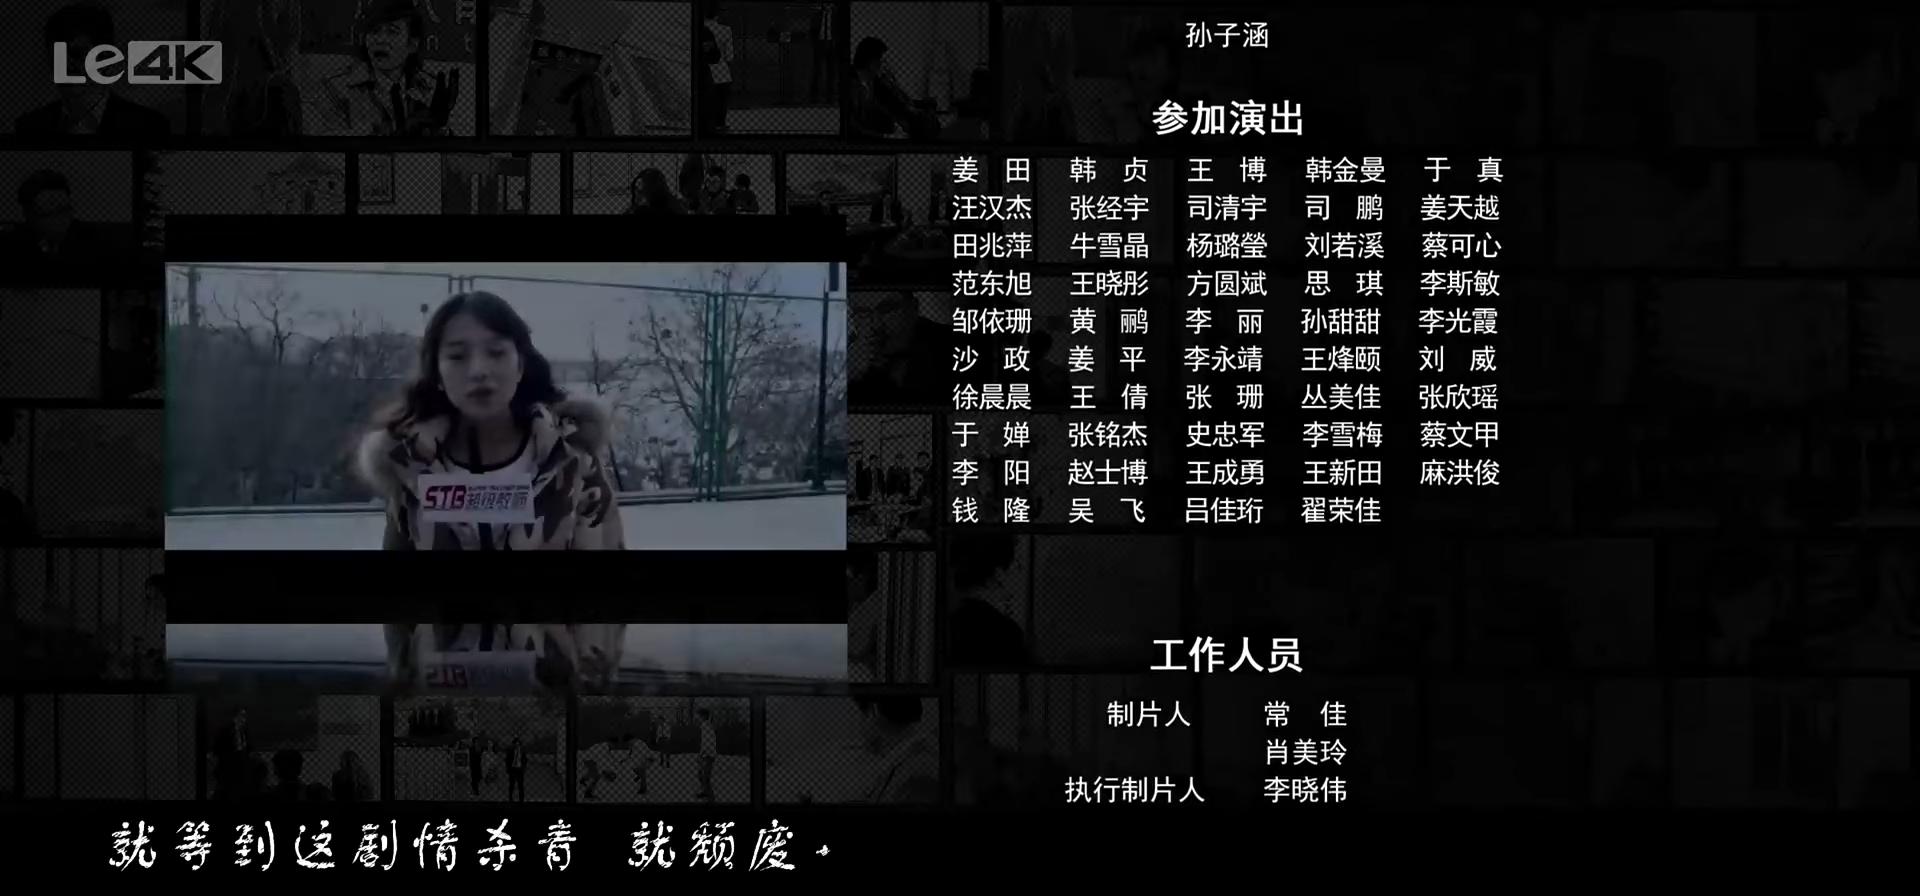 Le4K
孙子涵
参加演出
姜　田　韩　贞　王　博　韩金曼　于　真
汪汉杰　张经宇　司清宇　司　鹏　姜天越
田兆萍　牛雪晶　杨璐莹　刘若溪　蔡可心
范东旭　王晓彤　方圆斌　思　琪　李斯敏
邹依珊　黄　鹂　李　丽　孙甜甜　李光霞
沙　政　姜　平　李永靖　王烽颐　刘　威
徐晨晨　王　倩　张　珊　丛美佳　张欣瑶
于　婵　张铭杰　史忠军　李雪梅　蔡文甲
李　阳　赵士博　王成勇　王新田　麻洪俊
钱　隆　吴　飞　吕佳珩　翟荣佳
STB超级教师
工作人员
制片人　常　佳
肖美玲
执行制片人　李晓伟
就等到这剧情杀青 就颓废